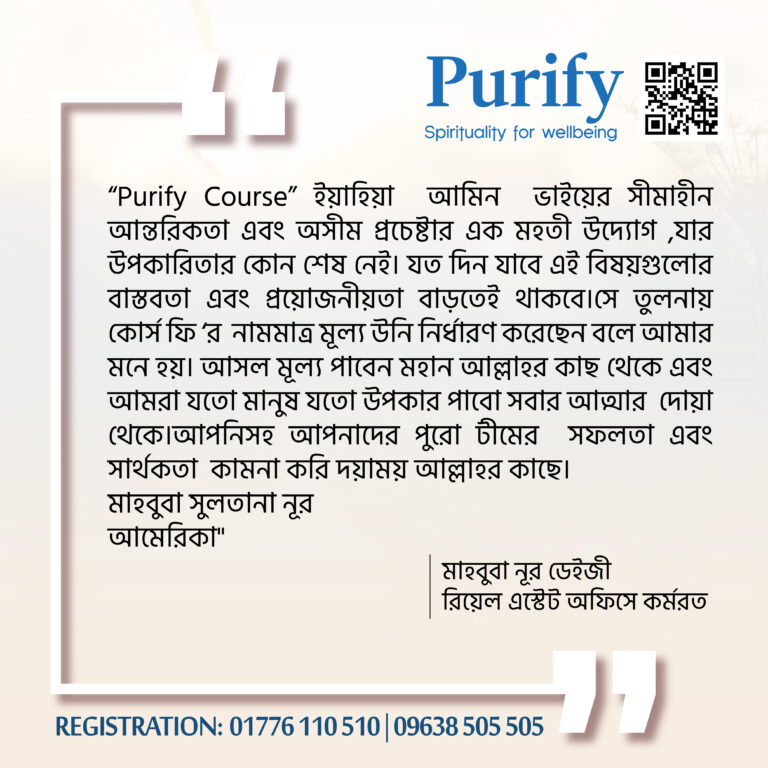 Purify
Spirituality for wellbeing
“Purify Course” ইয়াহিয়া আমিন ভাইয়ের সীমাহীন
আন্তরিকতা এবং অসীম প্রচেষ্টার এক মহতী উদ্যোগ ,যার
উপকারিতার কোন শেষ নেই। যত দিন যাবে এই বিষয়গুলোর
বাস্তবতা এবং প্রয়োজনীয়তা বাড়তেই থাকবে।সে তুলনায়
কোর্স ফি ‘র নামমাত্র মূল্য উনি নির্ধারণ করেছেন বলে আমার
মনে হয়। আসল মূল্য পাবেন মহান আল্লাহর কাছ থেকে এবং
আমরা যতো মানুষ যতো উপকার পাবো সবার আত্মার দোয়া
থেকে।আপনিসহ আপনাদের পুরো টীমের সফলতা এবং
সার্থকতা কামনা করি দয়াময় আল্লাহর কাছে।
মাহবুবা সুলতানা নূর
আমেরিকা"
মাহবুবা নূর ডেইজী
রিয়েল এস্টেট অফিসে কর্মরত
REGISTRATION: 01776 110 510 | 09638 505 505